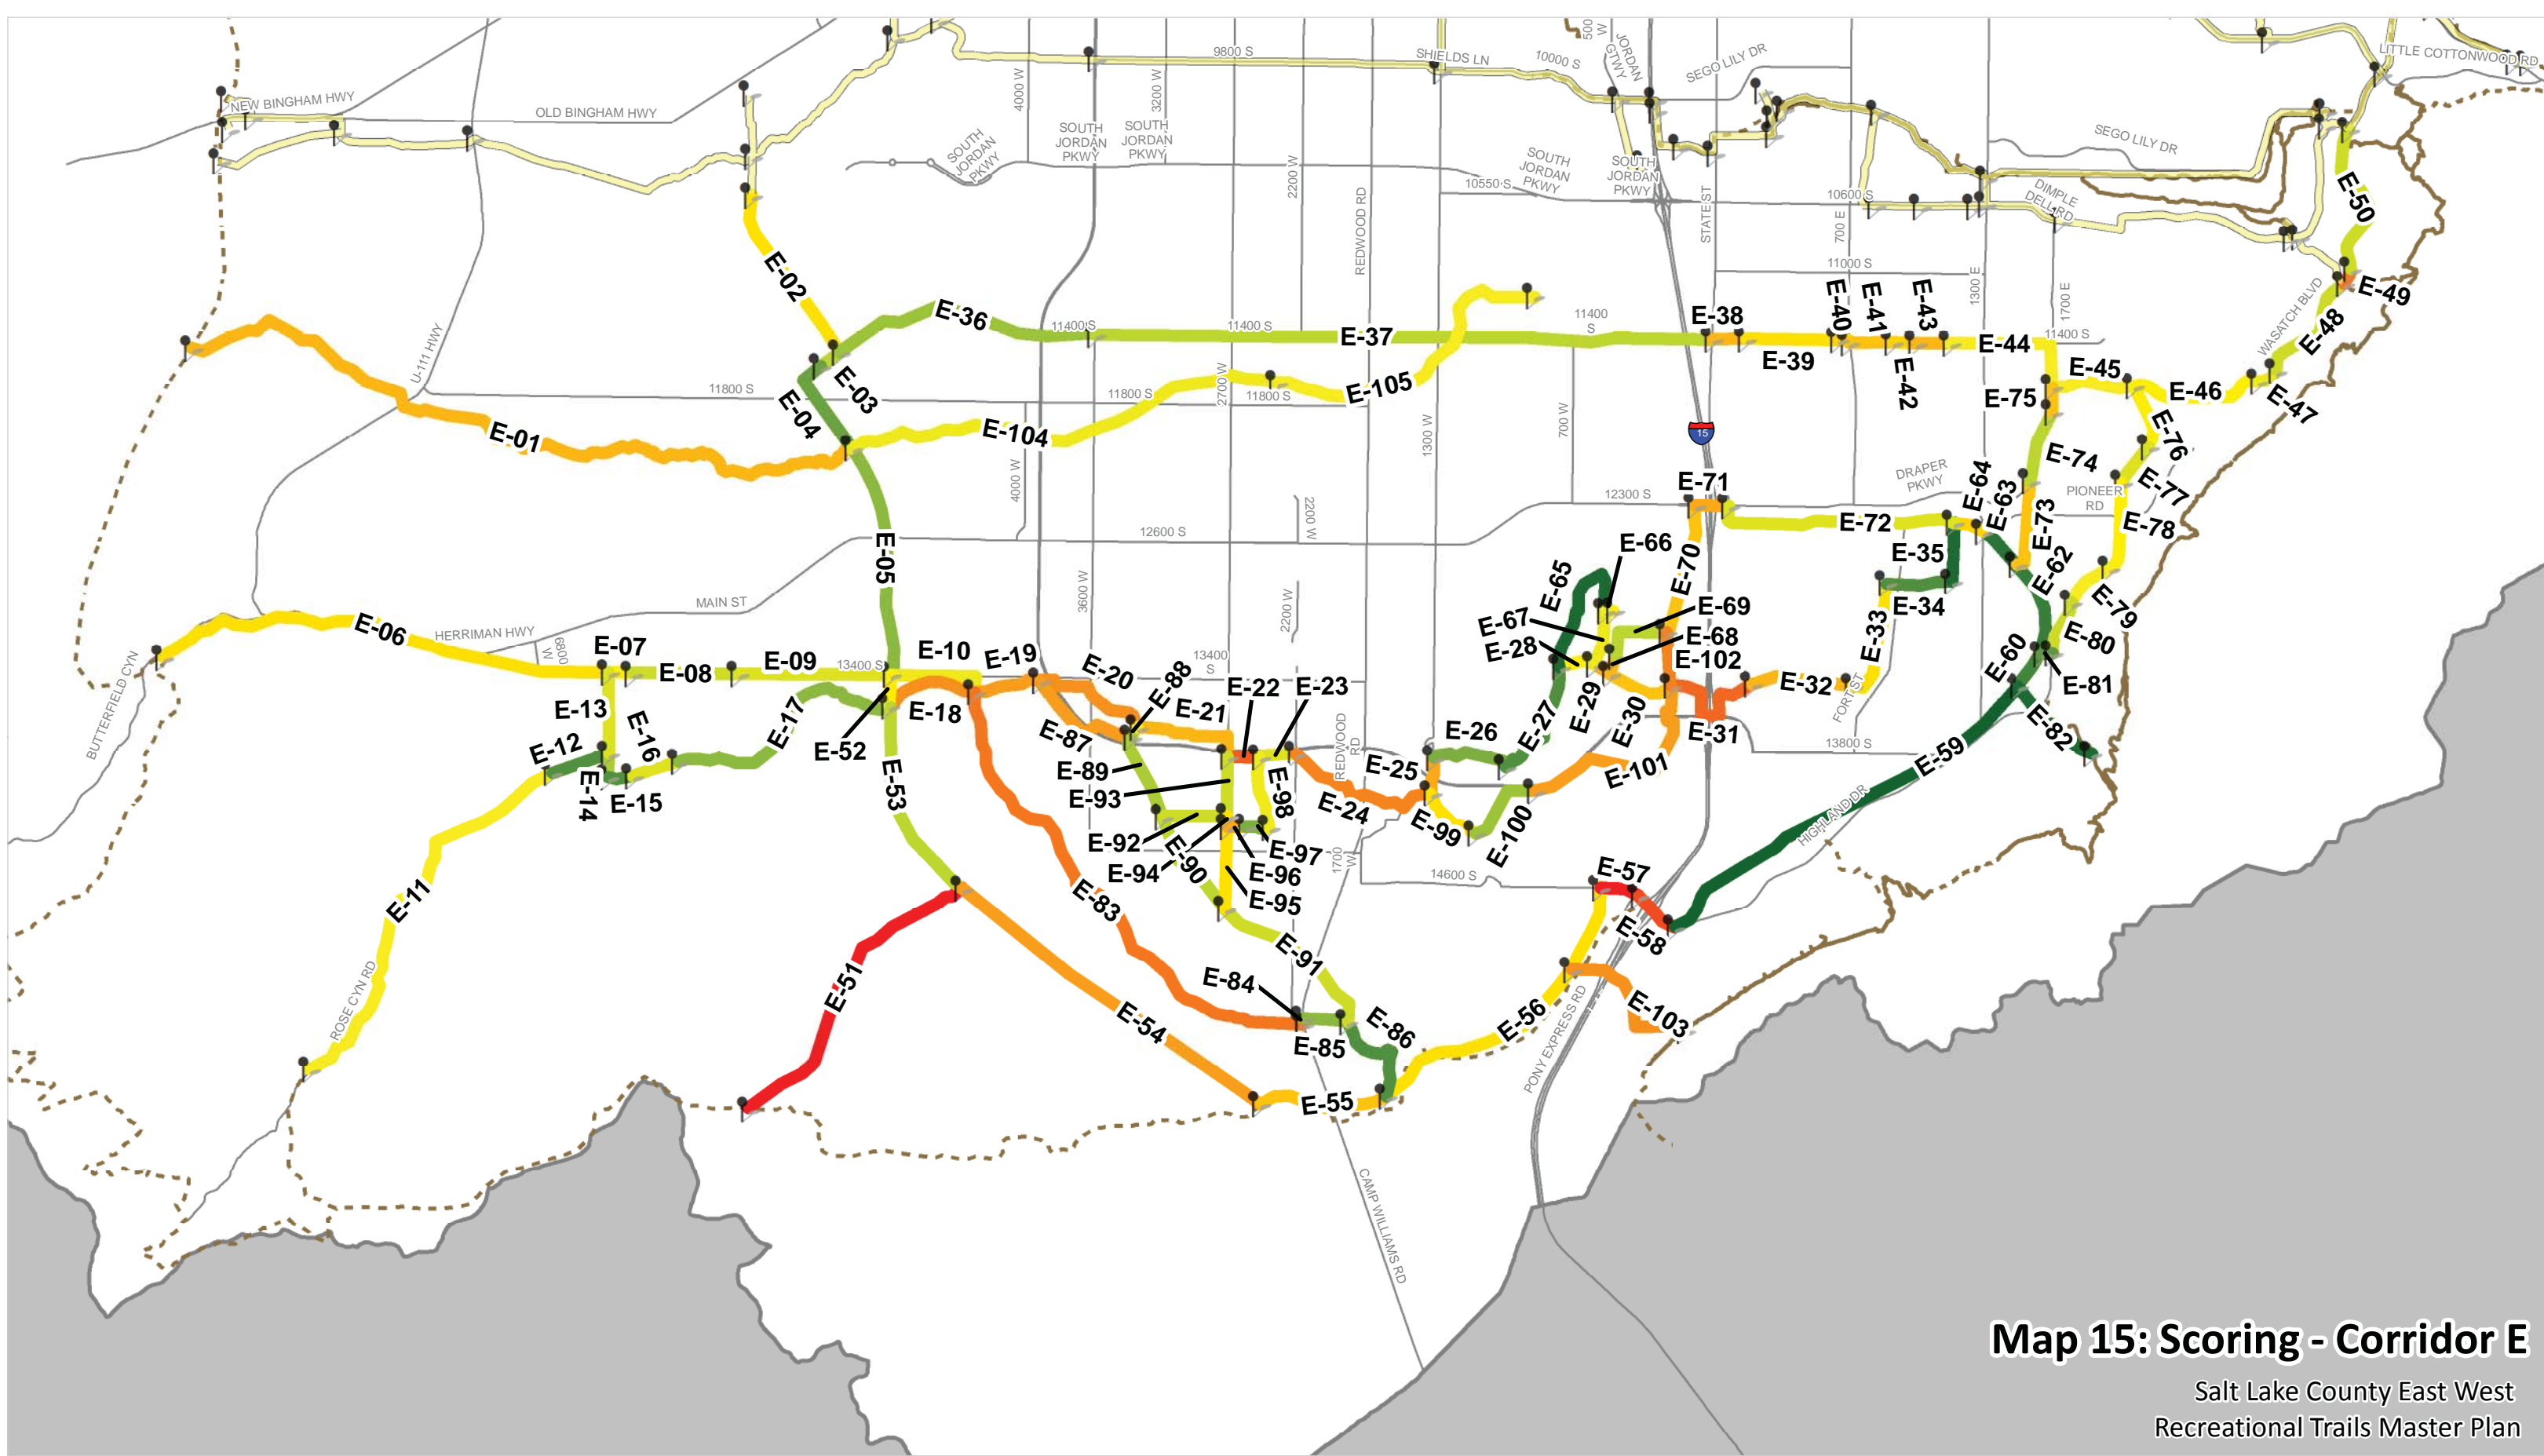 9800 S
SHIELDS LN
10000 S
500 W
JORDAN GTWY
SEGO LILY DR
LITTLE COTTONWOOD RD
NEW BINGHAM HWY
OLD BINGHAM HWY
4000 W
3200 W
SOUTH JORDAN PKWY
SOUTH JORDAN PKWY
SOUTH JORDAN PKWY
SOUTH JORDAN PKWY
SOUTH JORDAN PKWY
SEGO LILY DR
2200 W
REDWOOD RD
10550 S
STATE ST
10600 S
700 E
DIMPLE DELL RD
E-50
E-02
11000 S
1300 E
1700 E
WASATCH BLVD
E-49
E-48
E-36
11400 S
11400 S
E-37
11400 S
E-38
E-39
E-40
E-41
E-42
E-43
E-44
11400 S
U-111 HWY
E-03
E-04
11800 S
11800 S
2700 W
11800 S
E-105
E-45
E-46
E-47
E-75
E-76
E-01
E-104
4000 W
1300 W
700 W
15
E-74
E-77
DRAPER PKWY
PIONEER RD
E-64
E-63
E-73
E-78
2200 W
12300 S
E-71
E-72
12600 S
E-05
E-66
E-70
E-35
E-62
E-65
E-34
E-79
3600 W
2200 W
MAIN ST
E-06
HERRIMAN HWY
6800 W
E-07
E-08
E-09
13400 S
E-10
E-19
E-20
E-88
13400 S
E-67
E-28
E-69
E-68
E-102
E-33
E-80
E-60
E-81
E-32
FORT ST
BUTTERFIELD CYN
E-13
E-16
E-17
E-18
E-52
E-87
E-21
E-22
E-23
REDWOOD RD
E-26
E-27
E-29
E-30
E-31
13800 S
E-82
E-12
E-14
E-15
E-53
E-89
E-93
E-98
E-25
E-24
E-99
E-100
E-101
E-59
HIGHLAND DR
E-92
E-94
E-90
E-97
E-96
E-95
1700 W
14600 S
E-57
E-58
E-11
E-83
E-91
ROSE CYN RD
E-51
E-54
E-84
E-85
E-86
E-56
E-103
PONY EXPRESS RD
E-55
CAMP WILLIAMS RD
Map 15: Scoring - Corridor E
Salt Lake County East West
Recreational Trails Master Plan